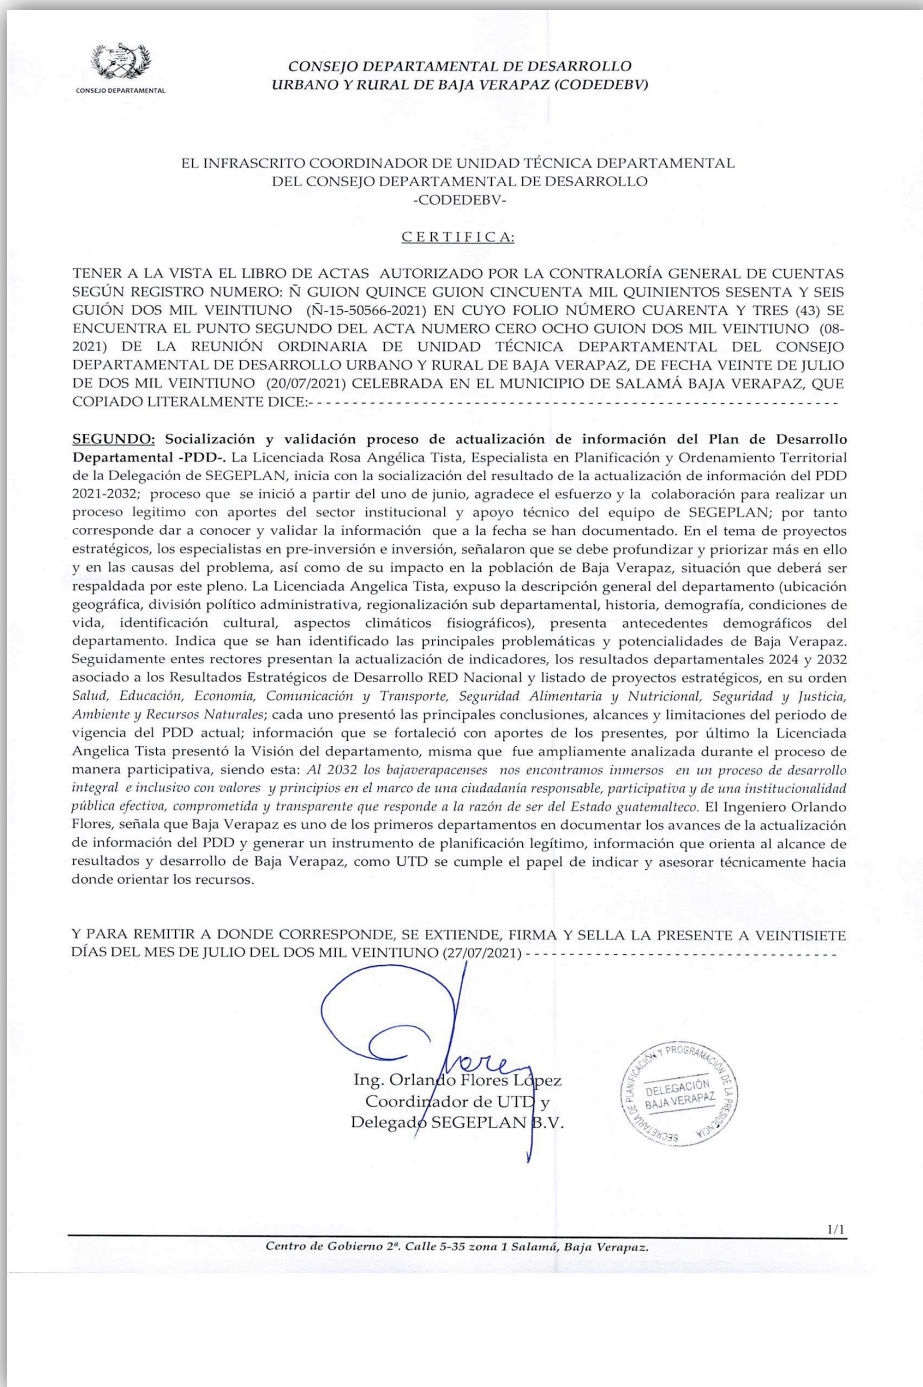 CONSEJO DEPARTAMENTAL
CONSEJO DEPARTAMENTAL DE DESARROLLO
URBANO Y RURAL DE BAJA VERAPAZ (CODEDEBV)
EL INFRASCRITO COORDINADOR DE UNIDAD TÉCNICA DEPARTAMENTAL
DEL CONSEJO DEPARTAMENTAL DE DESARROLLO
-CODEDEBV-
C E R T I F I C A:
TENER A LA VISTA EL LIBRO DE ACTAS AUTORIZADO POR LA CONTRALORÍA GENERAL DE CUENTAS
SEGÚN REGISTRO NUMERO: Ñ GUION QUINCE GUION CINCUENTA MIL QUINIENTOS SESENTA Y SEIS
GUIÓN DOS MIL VEINTIUNO (Ñ-15-50566-2021) EN CUYO FOLIO NÚMERO CUARENTA Y TRES (43) SE
ENCUENTRA EL PUNTO SEGUNDO DEL ACTA NUMERO CERO OCHO GUION DOS MIL VEINTIUNO (08-
2021) DE LA REUNIÓN ORDINARIA DE UNIDAD TÉCNICA DEPARTAMENTAL DEL CONSEJO
DEPARTAMENTAL DE DESARROLLO URBANO Y RURAL DE BAJA VERAPAZ, DE FECHA VEINTE DE JULIO
DE DOS MIL VEINTIUNO (20/07/2021) CELEBRADA EN EL MUNICIPIO DE SALAMÁ BAJA VERAPAZ, QUE
COPIADO LITERALMENTE DICE:- - - - - - - - - - - - - - - - - - - - - - - - - - - - - - - - - - - - - - - - - - - - - - - - - - - - - - - - - -
SEGUNDO: Socialización y validación proceso de actualización de información del Plan de Desarrollo
Departamental -PDD-. La Licenciada Rosa Angélica Tista, Especialista en Planificación y Ordenamiento Territorial
de la Delegación de SEGEPLAN, inicia con la socialización del resultado de la actualización de información del PDD
2021-2032; proceso que se inició a partir del uno de junio, agradece el esfuerzo y la colaboración para realizar un
proceso legitimo con aportes del sector institucional y apoyo técnico del equipo de SEGEPLAN; por tanto
corresponde dar a conocer y validar la información que a la fecha se han documentado. En el tema de proyectos
estratégicos, los especialistas en pre-inversión e inversión, señalaron que se debe profundizar y priorizar más en ello
y en las causas del problema, así como de su impacto en la población de Baja Verapaz, situación que deberá ser
respaldada por este pleno. La Licenciada Angelica Tista, expuso la descripción general del departamento (ubicación
geográfica, división político administrativa, regionalización sub departamental, historia, demografía, condiciones de
vida, identificación cultural, aspectos climáticos fisiográficos), presenta antecedentes demográficos del
departamento. Indica que se han identificado las principales problemáticas y potencialidades de Baja Verapaz.
Seguidamente entes rectores presentan la actualización de indicadores, los resultados departamentales 2024 y 2032
asociado a los Resultados Estratégicos de Desarrollo RED Nacional y listado de proyectos estratégicos, en su orden
Salud, Educación, Economía, Comunicación y Transporte, Seguridad Alimentaria y Nutricional, Seguridad y Justicia,
Ambiente y Recursos Naturales; cada uno presentó las principales conclusiones, alcances y limitaciones del periodo de
vigencia del PDD actual; información que se fortaleció con aportes de los presentes, por último la Licenciada
Angelica Tista presentó la Visión del departamento, misma que fue ampliamente analizada durante el proceso de
manera participativa, siendo esta: Al 2032 los bajaverapacenses nos encontramos inmersos en un proceso de desarrollo
integral e inclusivo con valores y principios en el marco de una ciudadanía responsable, participativa y de una institucionalidad
pública efectiva, comprometida y transparente que responde a la razón de ser del Estado guatemalteco. El Ingeniero Orlando
Flores, señala que Baja Verapaz es uno de los primeros departamentos en documentar los avances de la actualización
de información del PDD y generar un instrumento de planificación legítimo, información que orienta al alcance de
resultados y desarrollo de Baja Verapaz, como UTD se cumple el papel de indicar y asesorar técnicamente hacia
donde orientar los recursos.
Y PARA REMITIR A DONDE CORRESPONDE, SE EXTIENDE, FIRMA Y SELLA LA PRESENTE A VEINTISIETE
DÍAS DEL MES DE JULIO DEL DOS MIL VEINTIUNO (27/07/2021) - - - - - - - - - - - - - - - - - - - - - - - - - - - - - - - - - -
Ing. Orlando Flores López
Coordinador de UTD y
Delegado SEGEPLAN B.V.
SECRETARIA DE PLANIFICACIÓN Y PROGRAMACIÓN DE LA PRESIDENCIA
DELEGACIÓN
BAJA VERAPAZ
1/1
Centro de Gobierno 2ª. Calle 5-35 zona 1 Salamá, Baja Verapaz.